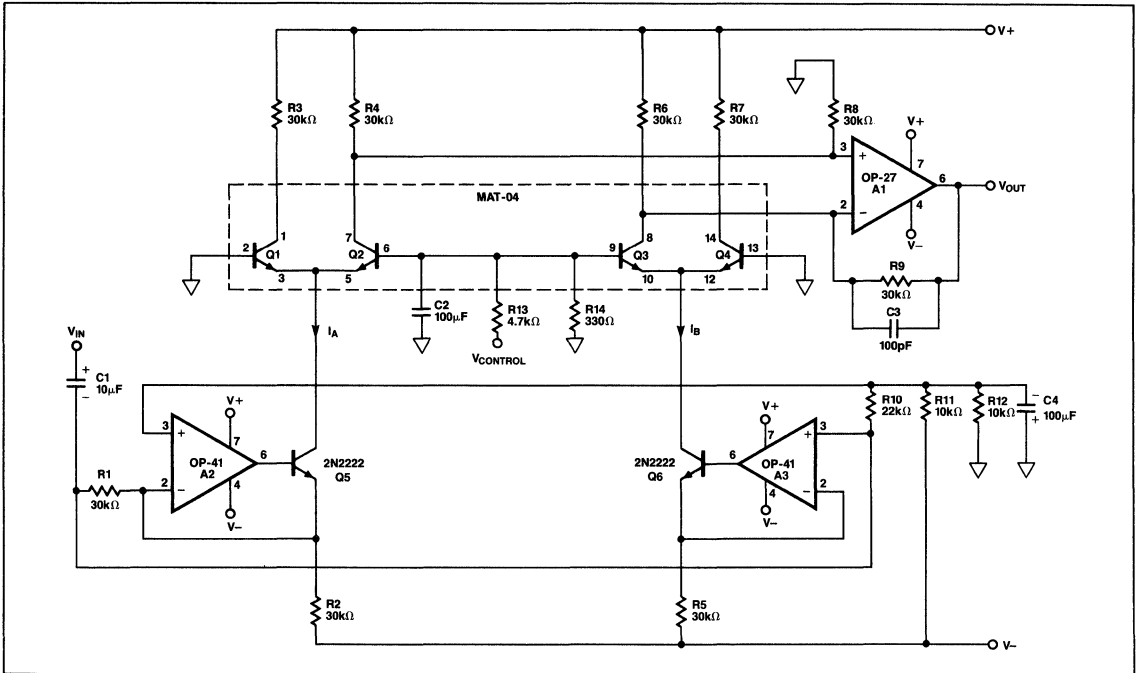 V+
R3
30kΩ
R4
30kΩ
R6
30kΩ
R7
30kΩ
R8
30kΩ
V+
3
+
7
OP-27
A1
6
VOUT
2
−
4
V−
MAT-04
1
2
Q1
3
7
Q2
6
5
8
9
Q3
10
14
Q4
13
12
R9
30kΩ
C3
100pF
C2
100μF
R13
4.7kΩ
VCONTROL
R14
330Ω
IA
IB
VIN
+
C1
10μF
−
R1
30kΩ
V+
3
+
7
OP-41
A2
6
2
−
4
V−
2N2222
Q5
2N2222
Q6
V+
7
3
+
OP-41
A3
6
2
−
4
V−
R10
22kΩ
R11
10kΩ
R12
10kΩ
−
C4
100μF
+
R2
30kΩ
R5
30kΩ
V−